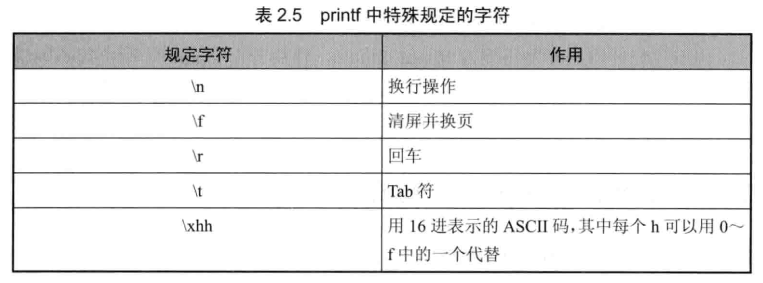 表 2.5 printf 中特殊规定的字符
规定字符 作用
\n 换行操作
\f 清屏并换页
\r 回车
\t Tab 符
\xhh 用 16 进表示的 ASCII 码，其中每个 h 可以用 0～
f 中的一个代替